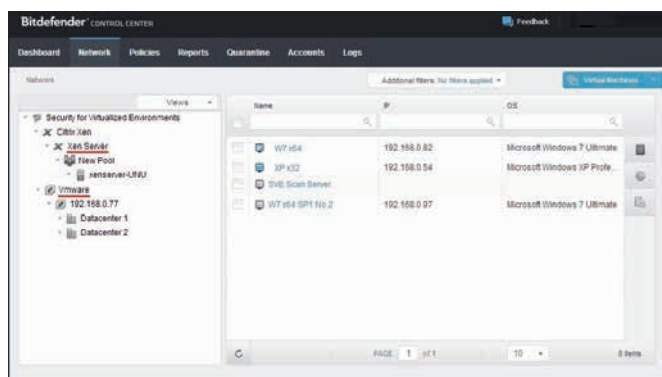 Bitdefender CONTROL CENTER
Feedback
Dashboard Network Policies Reports Quarantine Accounts Logs
Network
Additional filters: No filters applied
Virtual Machines
Views
Security for Virtualized Environments
Citrix Xen
Xen Server
New Pool
xenserver-UNU
Vmware
192.168.0.77
Datacenter 1
Datacenter 2
Name IP OS
W7 x64 192.168.0.82 Microsoft Windows 7 Ultimate
XP x32 192.168.0.54 Microsoft Windows XP Profe...
SVE Scan Server
W7 x64 SP1 No.2 192.168.0.97 Microsoft Windows 7 Ultimate
PAGE 1 of 1 10 items